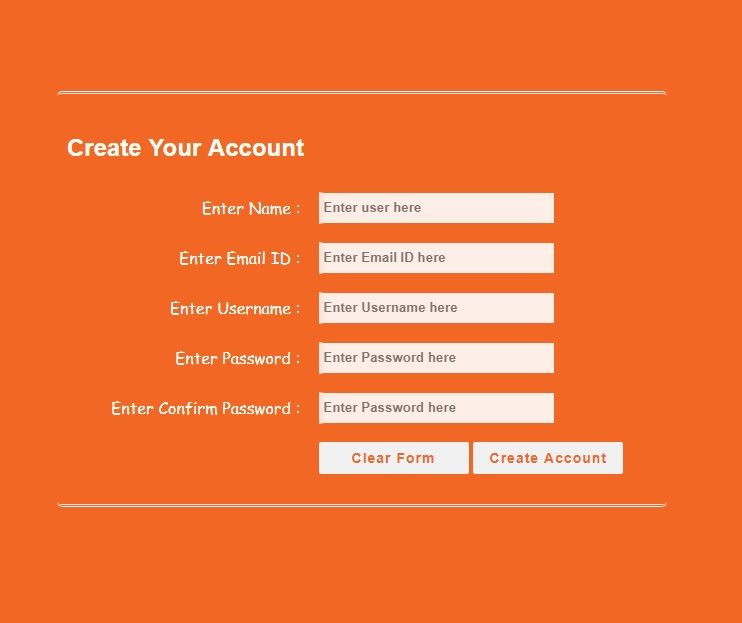 Create Your Account
Enter Name : Enter user here
Enter Email ID : Enter Email ID here
Enter Username : Enter Username here
Enter Password : Enter Password here
Enter Confirm Password : Enter Password here
Clear Form Create Account